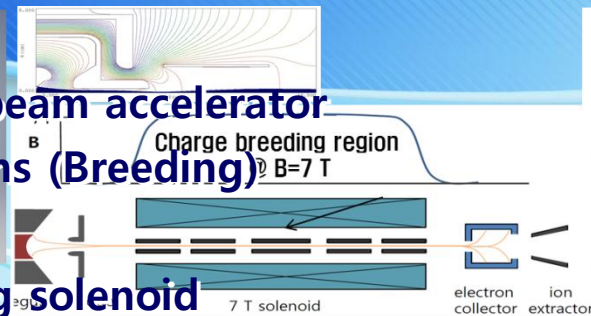 beam accelerator
B
Charge breeding region
@ B=7 T
ns (Breeding)
g solenoid
7 T solenoid
electron
collector
ion
extractor